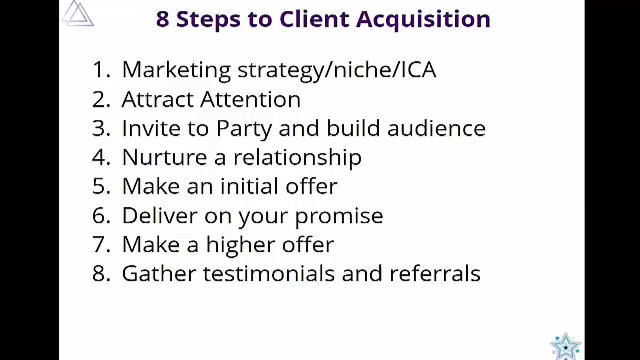 8 Steps to Client Acquisition
1. Marketing strategy/niche/ICA
2. Attract Attention
3. Invite to Party and build audience
4. Nurture a relationship
5. Make an initial offer
6. Deliver on your promise
7. Make a higher offer
8. Gather testimonials and referrals